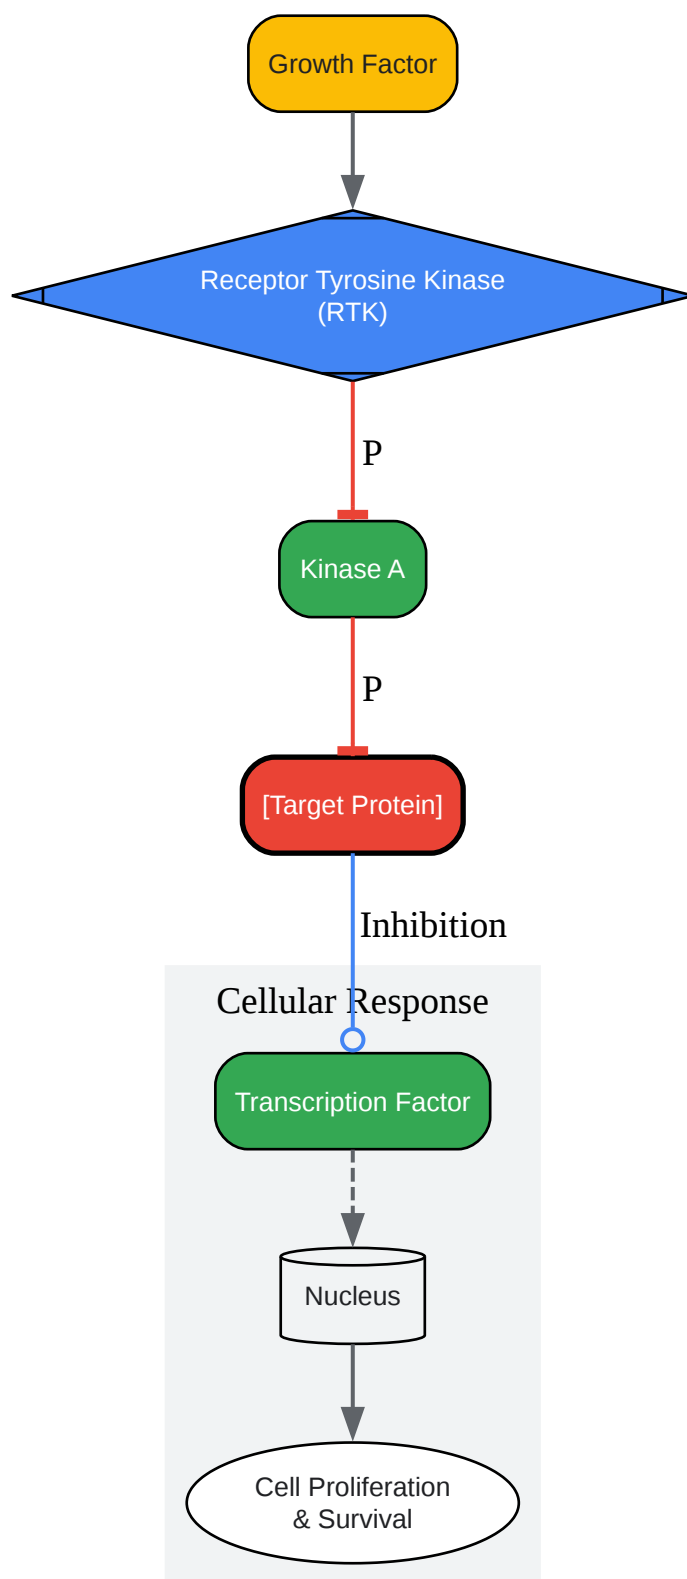 Growth Factor
Receptor Tyrosine Kinase
(RTK)
P
Kinase A
P
[Target Protein]
Inhibition
Cellular Response
Transcription Factor
Nucleus
Cell Proliferation
& Survival